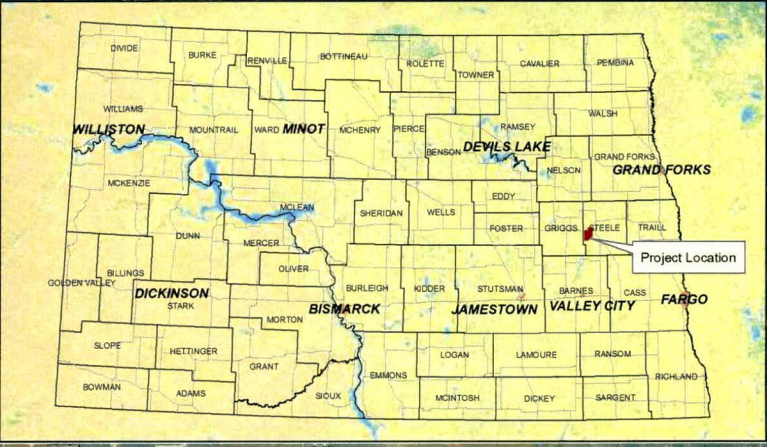 DIVIDE
BURKE
RENVILLE
BOTTINEAU
ROLETTE
TOWNER
CAVALIER
PEMBINA
WILLIAMS
WILLISTON
MOUNTRAIL
WARD
MINOT
MCHENRY
PIERCE
BENSON
RAMSEY
DEVILS LAKE
WALSH
NELSON
GRAND FORKS
GRAND FORKS
MCKENZIE
DUNN
MCLEAN
MERCER
OLIVER
SHERIDAN
WELLS
EDDY
FOSTER
GRIGGS
STEELE
TRAILL
Project Location
GOLDEN VALLEY
BILLINGS
DICKINSON
STARK
MORTON
BISMARCK
BURLEIGH
KIDDER
STUTSMAN
JAMESTOWN
BARNES
VALLEY CITY
CASS
FARGO
SLOPE
HETTINGER
GRANT
BOWMAN
ADAMS
SIOUX
EMMONS
LOGAN
LAMOURE
RANSOM
RICHLAND
MCINTOSH
DICKEY
SARGENT